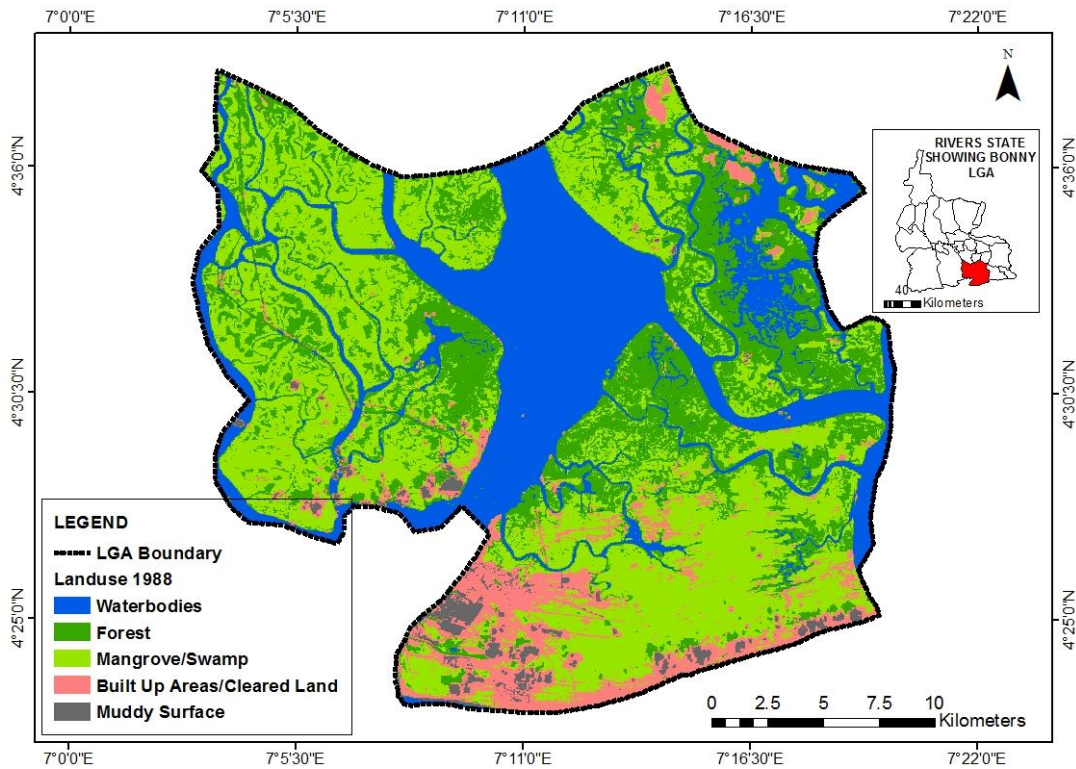 7°0'0"E 7°5'30"E 7°11'0"E 7°16'30"E 7°22'0"E
N
4°36'0"N
4°36'0"N
RIVERS STATE
SHOWING BONNY
LGA
40
Kilometers
4°30'30"N
4°30'30"N
4°25'0"N
4°25'0"N
LEGEND
LGA Boundary
Landuse 1988
Waterbodies
Forest
Mangrove/Swamp
Built Up Areas/Cleared Land
Muddy Surface
0 1.25 2.5 5 7.5 10
Kilometers
7°0'0"E 7°5'30"E 7°11'0"E 7°16'30"E 7°22'0"E